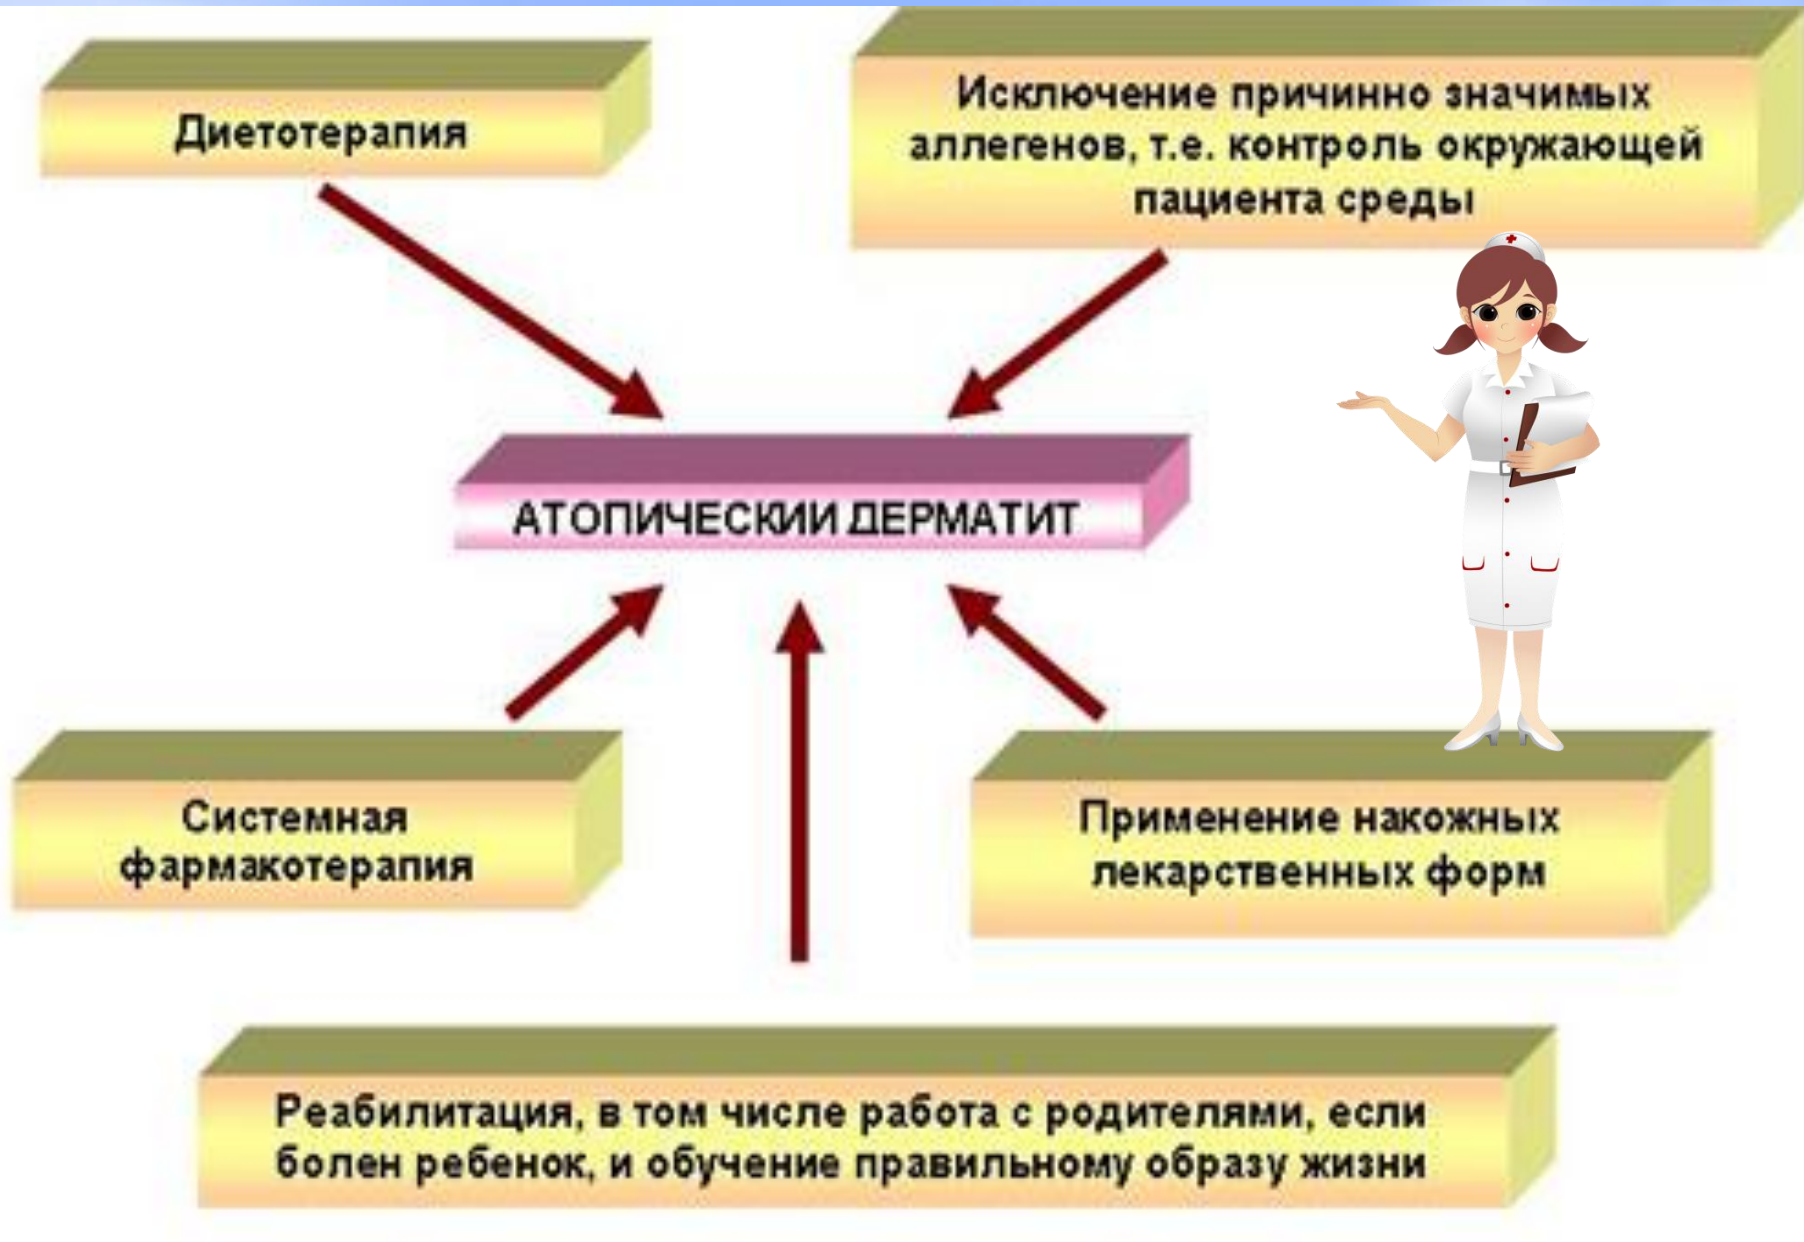 Диетотерапия
Исключение причинно значимых
аллегенов, т.е. контроль окружающей
пациента среды
АТОПИЧЕСКИЙ ДЕРМАТИТ
Системная
фармакотерапия
Применение накожных
лекарственных форм
Реабилитация, в том числе работа с родителями, если
болен ребенок, и обучение правильному образу жизни